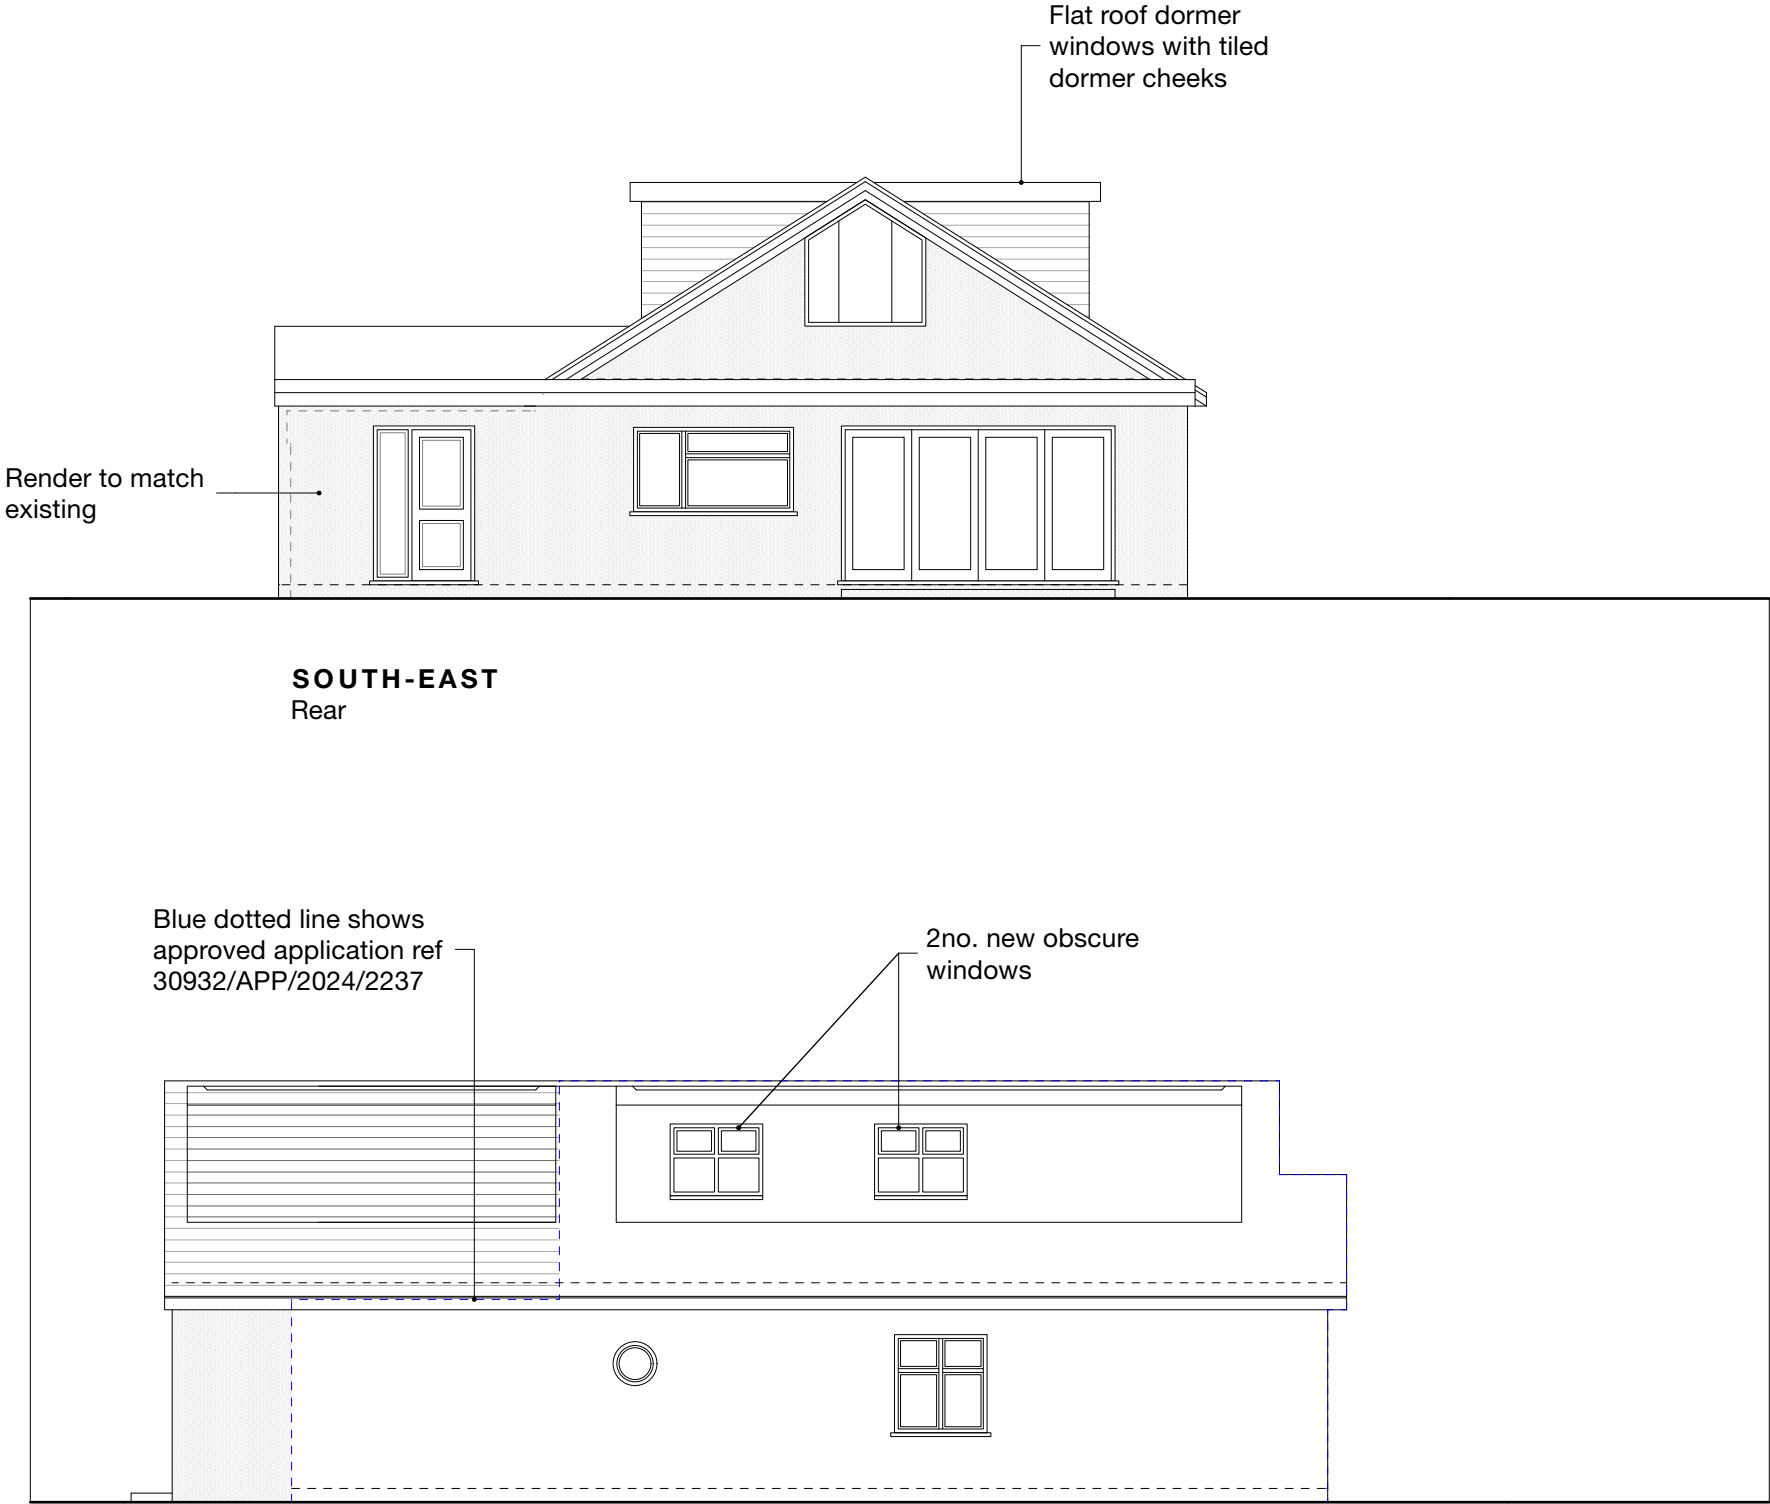 Flat roof dormer
windows with tiled
dormer cheeks
Render to match
existing
SOUTH-EAST
Rear
Blue dotted line shows
approved application ref
30932/APP/2024/2237
2no. new obscure
windows